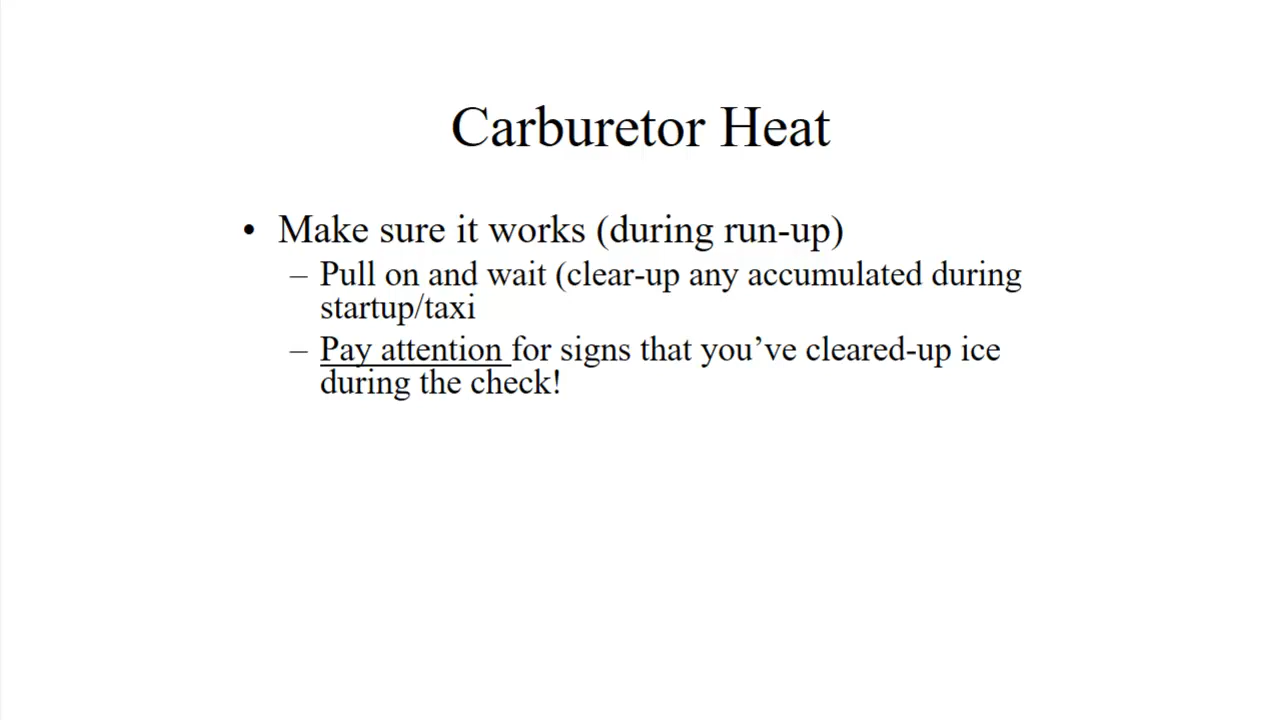 Carburetor Heat
• Make sure it works (during run-up)
– Pull on and wait (clear-up any accumulated during
startup/taxi
– Pay attention for signs that you’ve cleared-up ice
during the check!